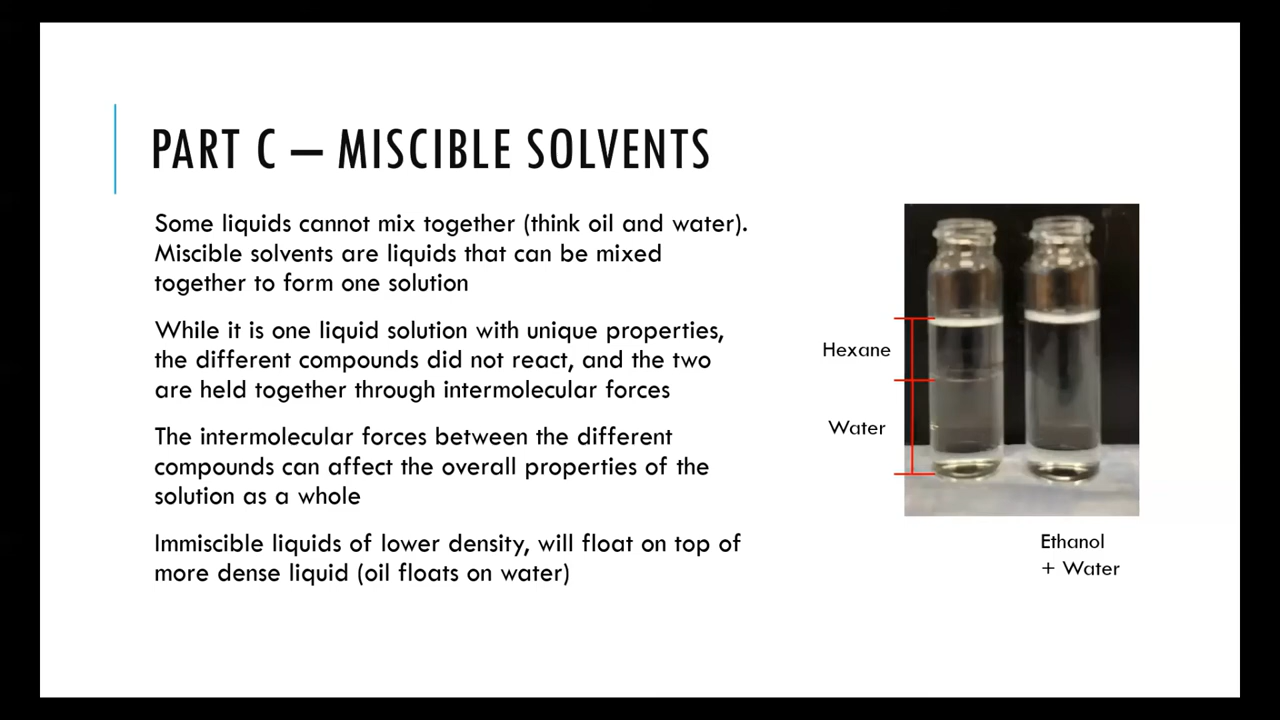 PART C – MISCIBLE SOLVENTS
Some liquids cannot mix together (think oil and water).
Miscible solvents are liquids that can be mixed
together to form one solution
While it is one liquid solution with unique properties,
the different compounds did not react, and the two
are held together through intermolecular forces
The intermolecular forces between the different
compounds can affect the overall properties of the
solution as a whole
Immiscible liquids of lower density, will float on top of
more dense liquid (oil floats on water)
Hexane
Water
Ethanol
+ Water